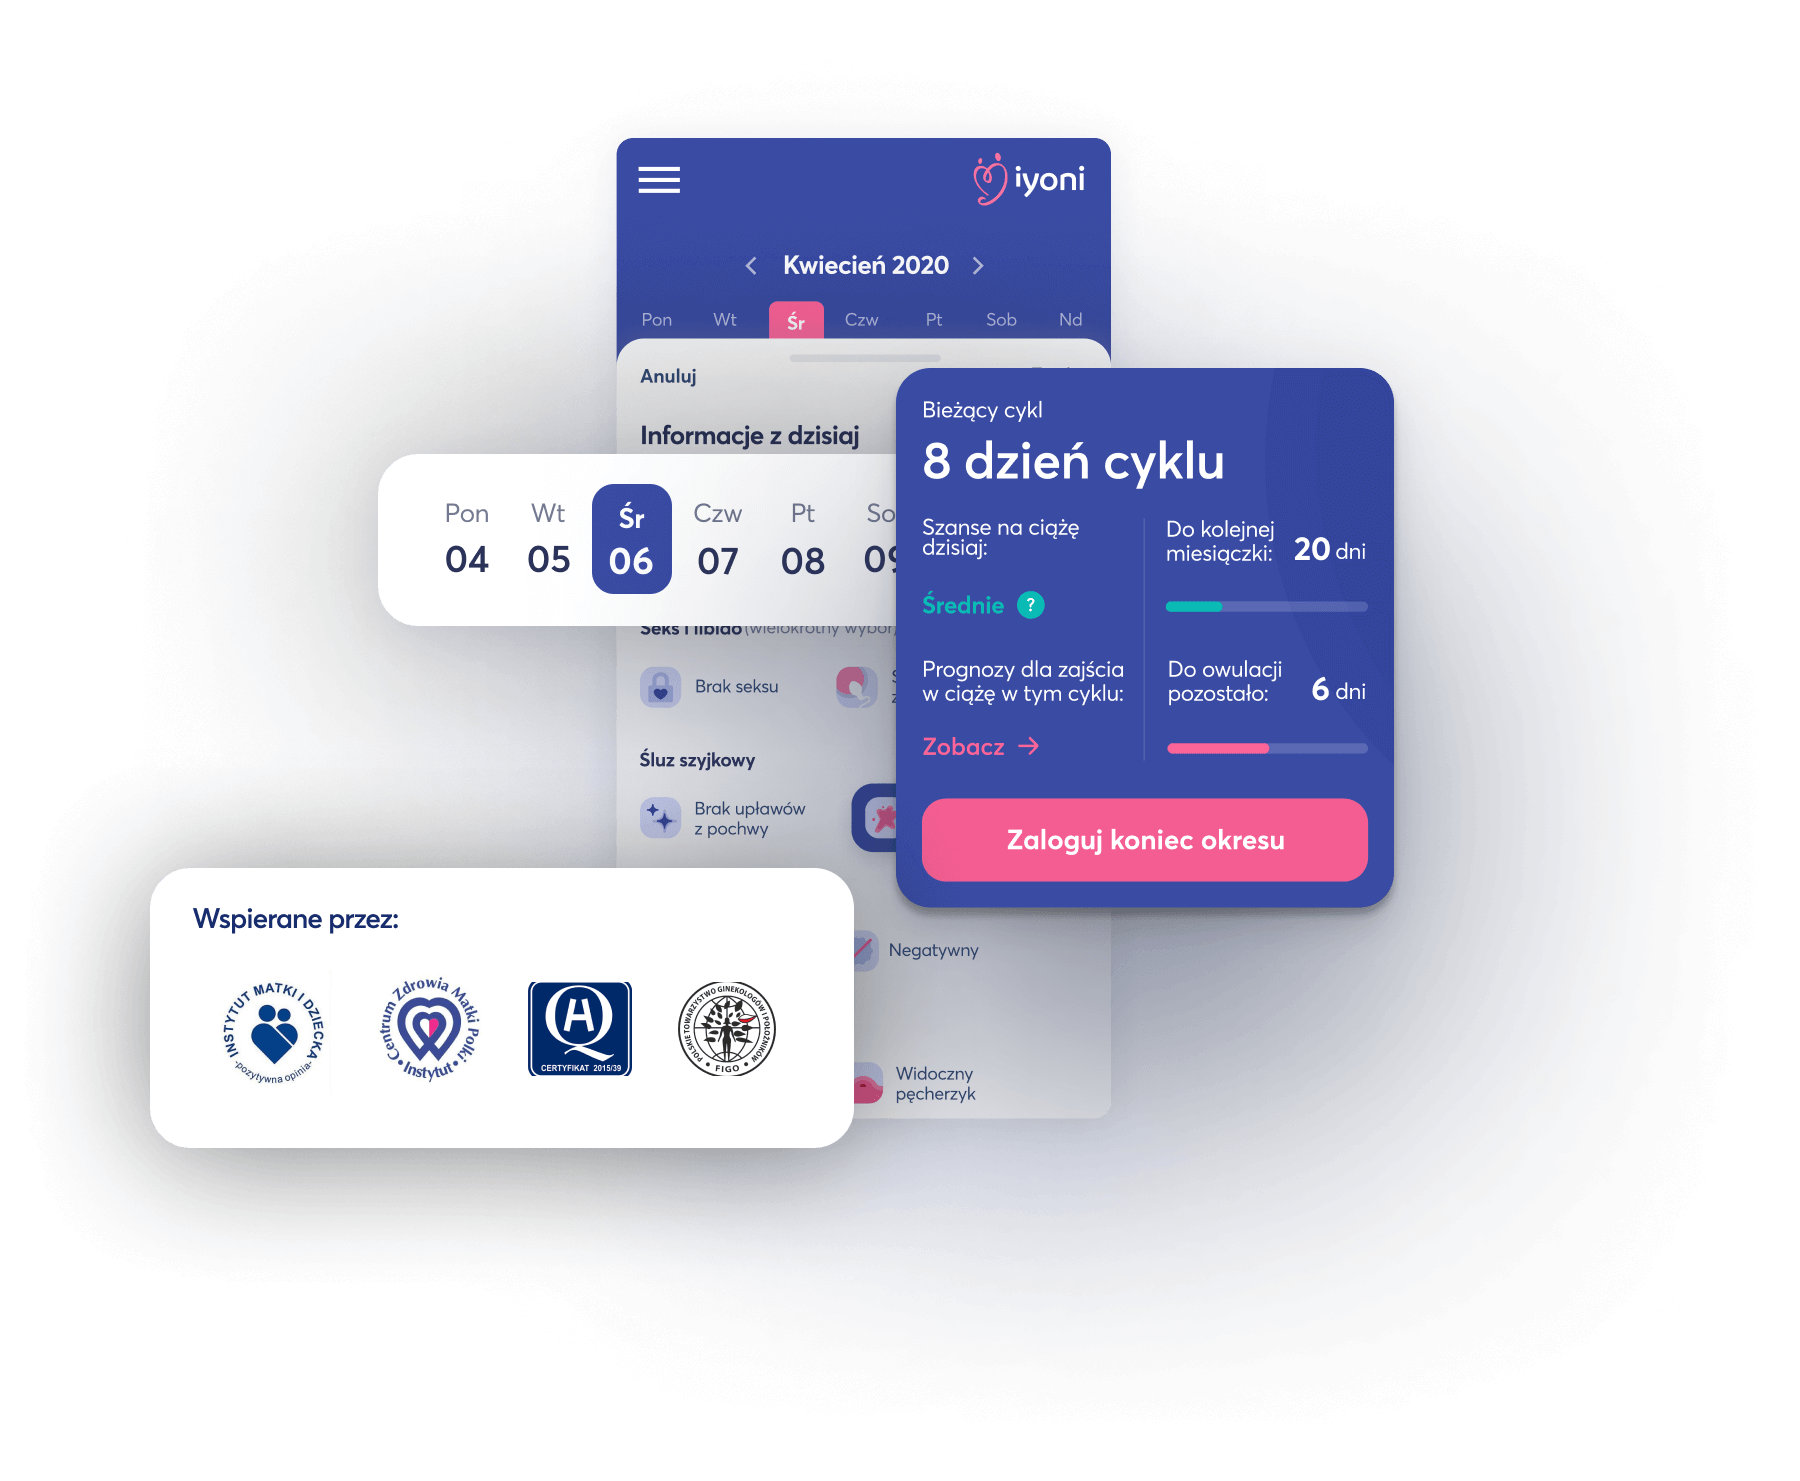 iyoni
Kwiecień 2020
Pon Wt Śr Czw Pt Sob Nd
Anuluj
Informacje z dzisiaj
Pon Wt Śr Czw Pt
04 05 06 07 08
Seks i libido (wielokrotny wybór)
Brak seksu
Śluz szyjkowy
Brak upławów
z pochwy
Negatywny
Widoczny
pęcherzyk
Bieżący cykl
8 dzień cyklu
Szanse na ciążę
dzisiaj:
Średnie ?
Do kolejnej
miesiączki: 20 dni
Prognozy dla zajścia
w ciążę w tym cyklu:
Zobacz →
Do owulacji
pozostało: 6 dni
Zaloguj koniec okresu
Wspierane przez:
INSTYTUT MATKI I DZIECKA
-pozytywna opinia-
Centrum Zdrowia Matki Polki
• Instytut •
QH
CERTYFIKAT 2015/39
POLSKIE TOWARZYSTWO GINEKOLOGÓW I POŁOŻNIKÓW
• FIGO •